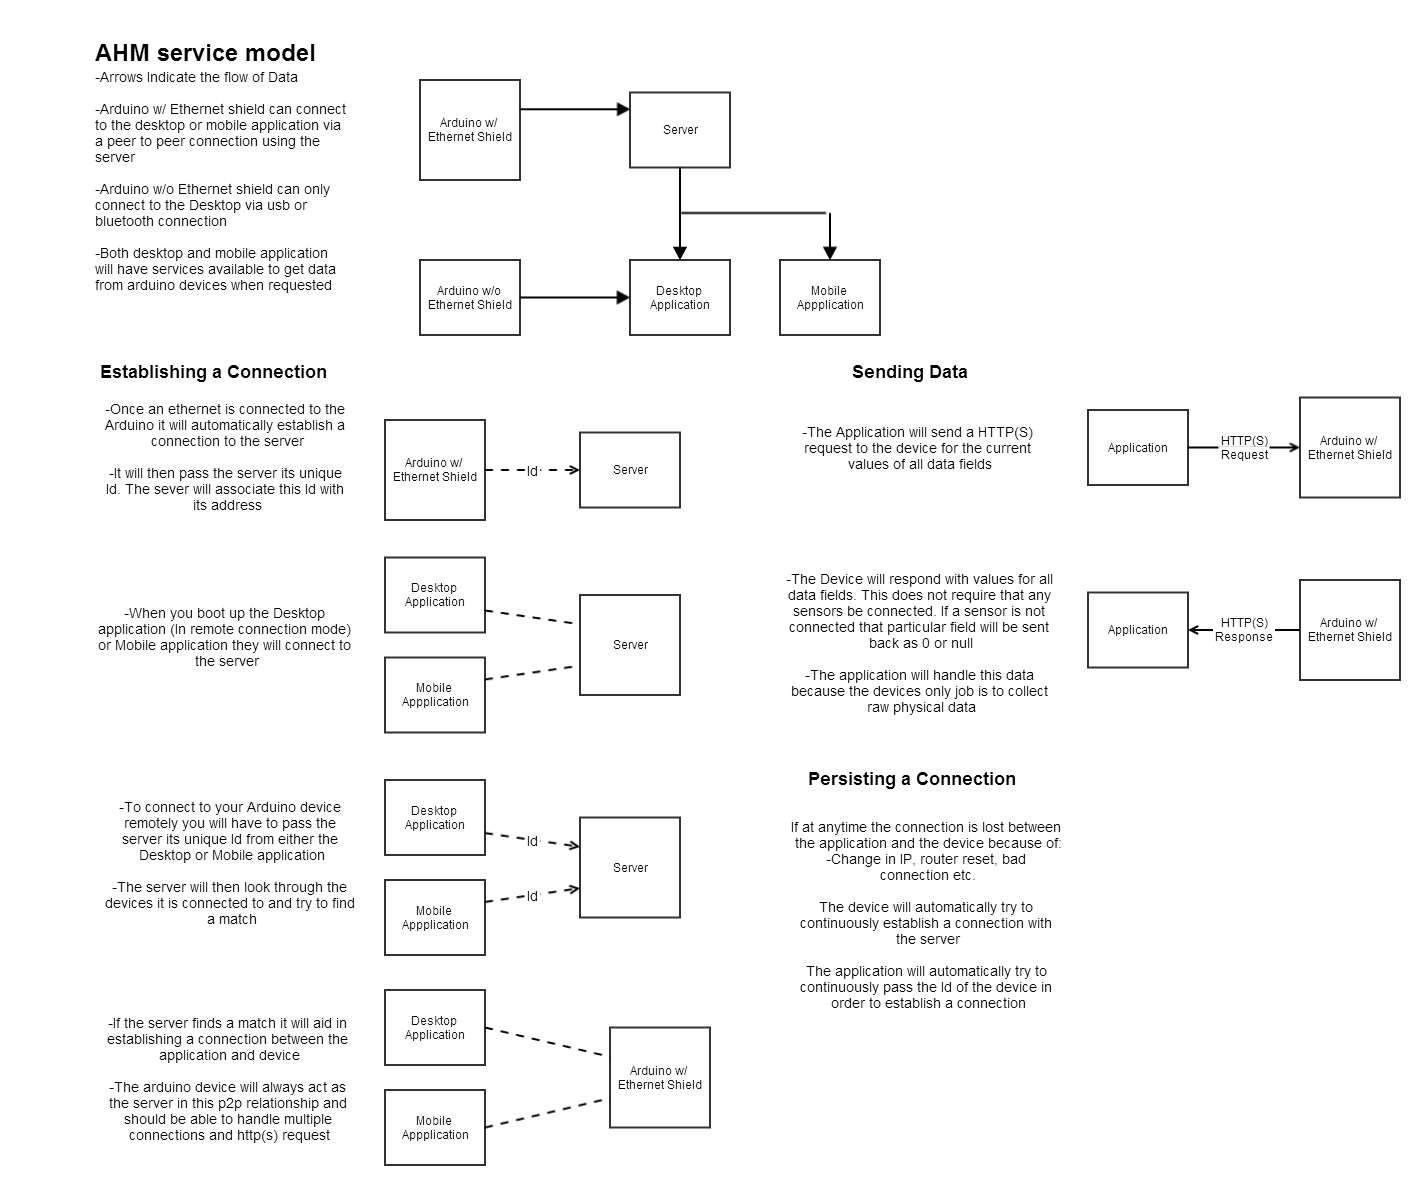 AHM service model
-Arrows Indicate the flow of Data
-Arduino w/ Ethernet shield can connect
to the desktop or mobile application via
a peer to peer connection using the
server
-Arduino w/o Ethernet shield can only
connect to the Desktop via usb or
bluetooth connection
-Both desktop and mobile application
will have services available to get data
from arduino devices when requested
Arduino w/
Ethernet Shield
Server
Arduino w/o
Ethernet Shield
Desktop
Application
Mobile
Appplication
Establishing a Connection
-Once an ethernet is connected to the
Arduino it will automatically establish a
connection to the server
-It will then pass the server its unique
Id. The sever will associate this Id with
its address
Arduino w/
Ethernet Shield
Id
Server
-When you boot up the Desktop
application (In remote connection mode)
or Mobile application they will connect to
the server
Desktop
Application
Mobile
Appplication
Server
-To connect to your Arduino device
remotely you will have to pass the
server its unique Id from either the
Desktop or Mobile application
-The server will then look through the
devices it is connected to and try to find
a match
Desktop
Application
Id
Mobile
Appplication
Id
Server
-If the server finds a match it will aid in
establishing a connection between the
application and device
-The arduino device will always act as
the server in this p2p relationship and
should be able to handle multiple
connections and http(s) request
Desktop
Application
Mobile
Appplication
Arduino w/
Ethernet Shield
Sending Data
-The Application will send a HTTP(S)
request to the device for the current
values of all data fields
Application
HTTP(S)
Request
Arduino w/
Ethernet Shield
-The Device will respond with values for all
data fields. This does not require that any
sensors be connected. If a sensor is not
connected that particular field will be sent
back as 0 or null
-The application will handle this data
because the devices only job is to collect
raw physical data
Application
HTTP(S)
Response
Arduino w/
Ethernet Shield
Persisting a Connection
If at anytime the connection is lost between
the application and the device because of:
-Change in IP, router reset, bad
connection etc.
The device will automatically try to
continuously establish a connection with
the server
The application will automatically try to
continuously pass the Id of the device in
order to establish a connection